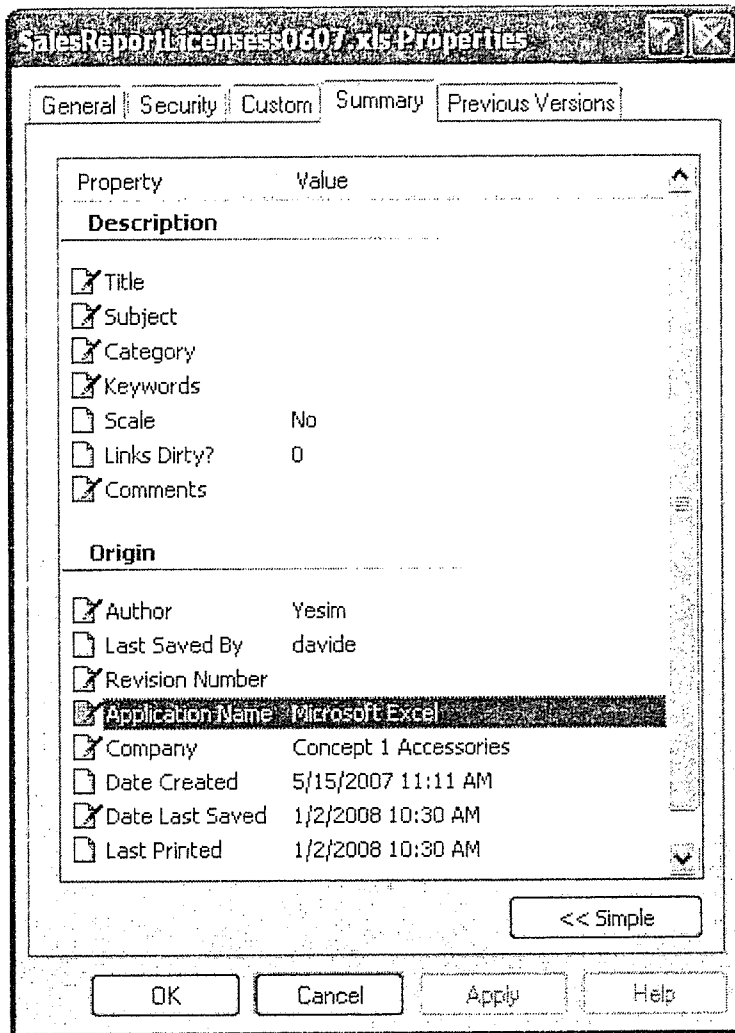 SalesReportLicensess0607.xls Properties
General Security Custom Summary Previous Versions
Property Value
Description
Title
Subject
Category
Keywords
Scale No
Links Dirty? 0
Comments
Origin
Author Yesim
Last Saved By davide
Revision Number
Application Name Microsoft Excel
Company Concept 1 Accessories
Date Created 5/15/2007 11:11 AM
Date Last Saved 1/2/2008 10:30 AM
Last Printed 1/2/2008 10:30 AM
<< Simple
OK Cancel Apply Help